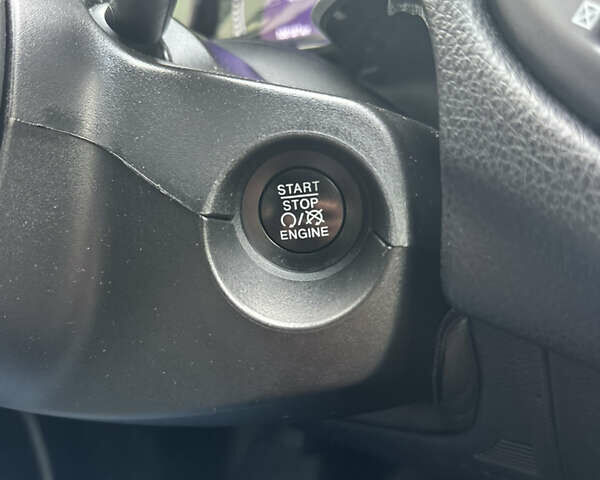 START
STOP
/
ENGINE